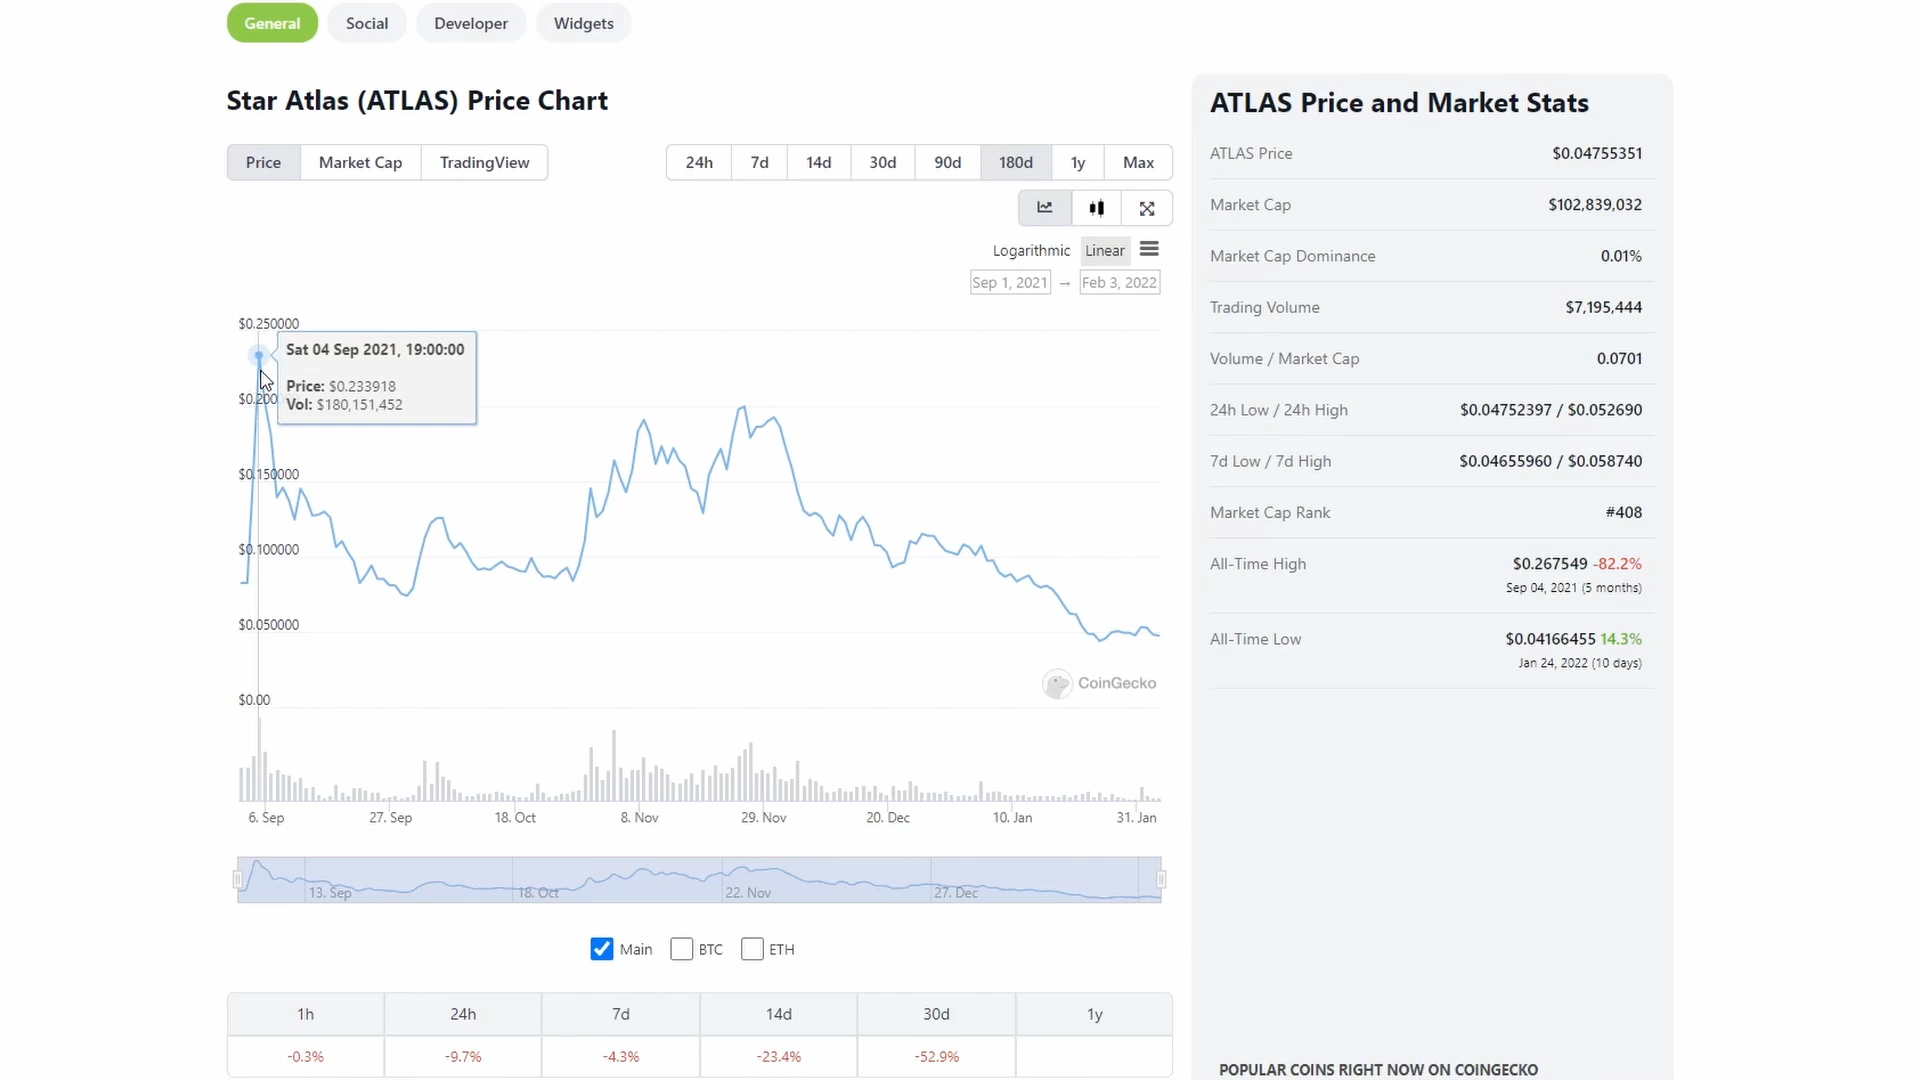 General Social Developer Widgets
Star Atlas (ATLAS) Price Chart
Price Market Cap TradingView
24h 7d 14d 30d 90d 180d 1y Max
Logarithmic Linear
Sep 1, 2021 → Feb 3, 2022
$0.250000
Sat 04 Sep 2021, 19:00:00
Price: $0.233918
$0.200
Vol: $180,151,452
$0.150000
$0.100000
$0.050000
CoinGecko
$0.00
6. Sep 27. Sep 18. Oct 8. Nov 29. Nov 20. Dec 10. Jan 31. Jan
13. Sep 18. Oct 22. Nov 27. Dec
Main BTC ETH
1h 24h 7d 14d 30d 1y
-0.3% -9.7% -4.3% -23.4% -52.9%
ATLAS Price and Market Stats
ATLAS Price $0.04755351
Market Cap $102,839,032
Market Cap Dominance 0.01%
Trading Volume $7,195,444
Volume / Market Cap 0.0701
24h Low / 24h High $0.04752397 / $0.052690
7d Low / 7d High $0.04655960 / $0.058740
Market Cap Rank #408
All-Time High $0.267549 -82.2%
Sep 04, 2021 (5 months)
All-Time Low $0.04166455 14.3%
Jan 24, 2022 (10 days)
POPULAR COINS RIGHT NOW ON COINGECKO